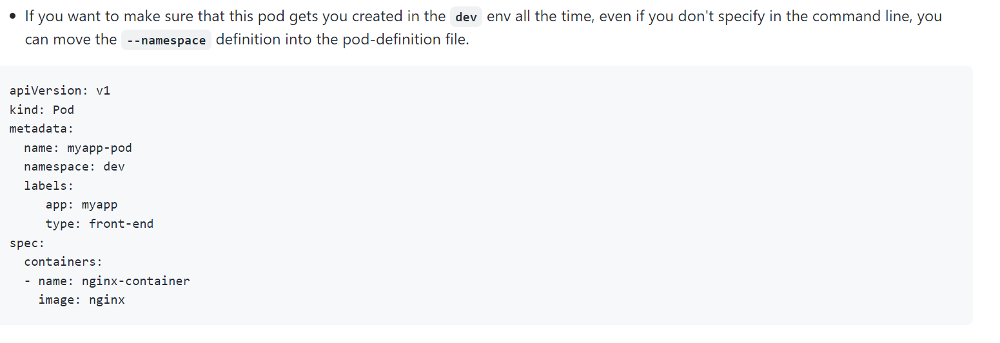 • If you want to make sure that this pod gets you created in the dev env all the time, even if you don't specify in the command line, you
can move the --namespace definition into the pod-definition file.
apiVersion: v1
kind: Pod
metadata:
  name: myapp-pod
  namespace: dev
  labels:
     app: myapp
     type: front-end
spec:
  containers:
  - name: nginx-container
    image: nginx